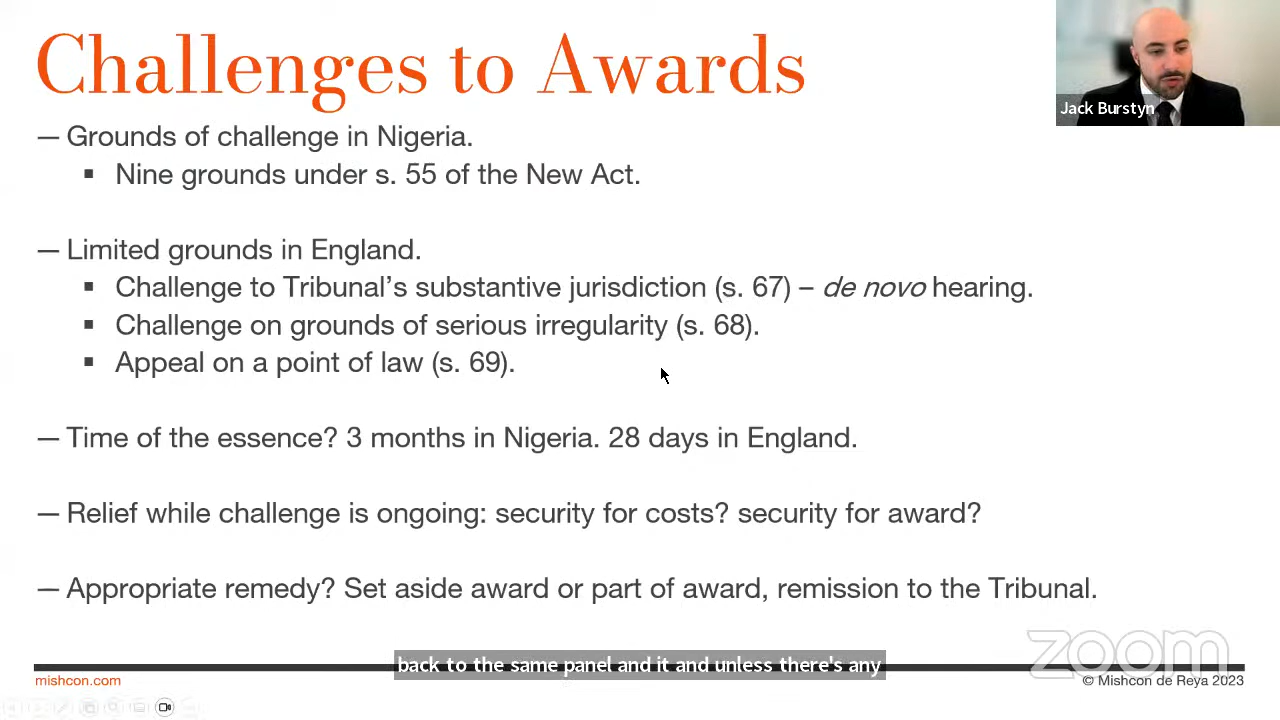 Challenges to Awards
Jack Burstyn
— Grounds of challenge in Nigeria.
▪ Nine grounds under s. 55 of the New Act.
— Limited grounds in England.
▪ Challenge to Tribunal’s substantive jurisdiction (s. 67) – de novo hearing.
▪ Challenge on grounds of serious irregularity (s. 68).
▪ Appeal on a point of law (s. 69).
— Time of the essence? 3 months in Nigeria. 28 days in England.
— Relief while challenge is ongoing: security for costs? security for award?
— Appropriate remedy? Set aside award or part of award, remission to the Tribunal.
zoom
back to the same panel and it and unless there's any
mishcon.com
© Mishcon de Reya 2023